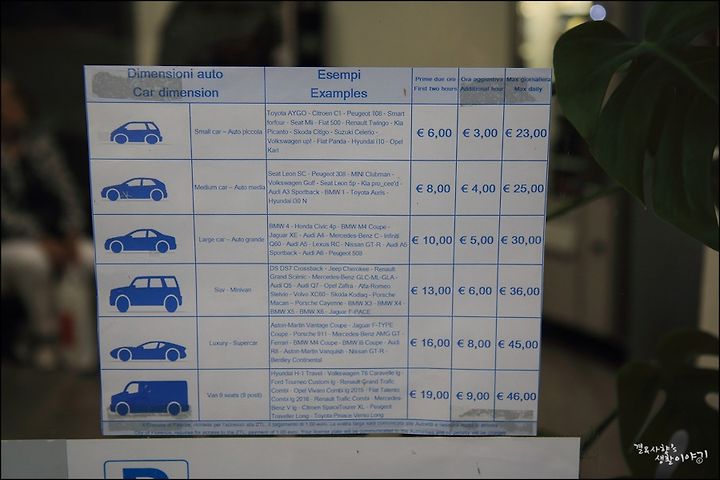 Dimensioni auto
Car dimension
Esempi
Examples
Prime due ore
First two hours
Ora aggiuntiva
Additional hour
Max giornaliera
Max daily
Small car – Auto piccola
Toyota AYGO - Citroen C1 - Peugeot 108 - Smart
forfour - Seat Mii - Fiat 500 - Renault Twingo - Kia
Picanto - Skoda Citigo - Suzuki Celerio -
Volkswagen up! - Fiat Panda - Hyundai i10 - Opel
Karl
€ 6,00
€ 3,00
€ 23,00
Medium car – Auto media
Seat Leon SC - Peugeot 308 - MINI Clubman -
Volkswagen Golf - Seat Leon 5p - Kia pro_cee'd -
Audi A3 Sportback - BMW 1 - Toyota Auris -
Hyundai i30 N
€ 8,00
€ 4,00
€ 25,00
Large car – Auto grande
BMW 4 - Honda Civic 4p - BMW M4 Coupe -
Jaguar XE - Audi A4 - Mercedes-Benz C - Infiniti
Q60 - Audi A5 - Lexus RC - Nissan GT-R - Audi A5
Sportback - Audi A6 - Peugeot 508
€ 10,00
€ 5,00
€ 30,00
Suv - Minivan
DS DS7 Crossback - Jeep Cherokee - Renault
Grand Scénic - Mercedes-Benz GLC-ML-GLA -
Audi Q5 - Audi Q7 - Opel Zafira - Alfa-Romeo
Stelvio - Volvo XC60 - Skoda Kodiaq - Porsche
Macan - Porsche Cayenne - BMW X3 - BMW X4 -
BMW X5 - BMW X6 - Jaguar F-PACE
€ 13,00
€ 6,00
€ 36,00
Luxury - Supercar
Aston-Martin Vantage Coupe - Jaguar F-TYPE
Coupe - Porsche 911 - Mercedes-Benz AMG GT -
Ferrari - BMW M4 Coupe - BMW i8 Coupe - Audi
R8 - Aston-Martin Vanquish - Nissan GT-R -
Bentley Continental
€ 16,00
€ 8,00
€ 45,00
Van 9 seats (9 posti)
Hyundai H-1 Travel - Volkswagen T6 Caravelle lg -
Ford Tourneo Custom lg - Renault Grand Trafic
Combi - Opel Vivaro Combi lg 2016 - Fiat Talento
Combi lg 2016 - Renault Trafic Combi - Mercedes-
Benz V lg - Citroen SpaceTourer XL - Peugeot
Traveller Long - Toyota Proace Verso Long
€ 19,00
€ 9,00
€ 46,00
결&사랑's
생활이야기